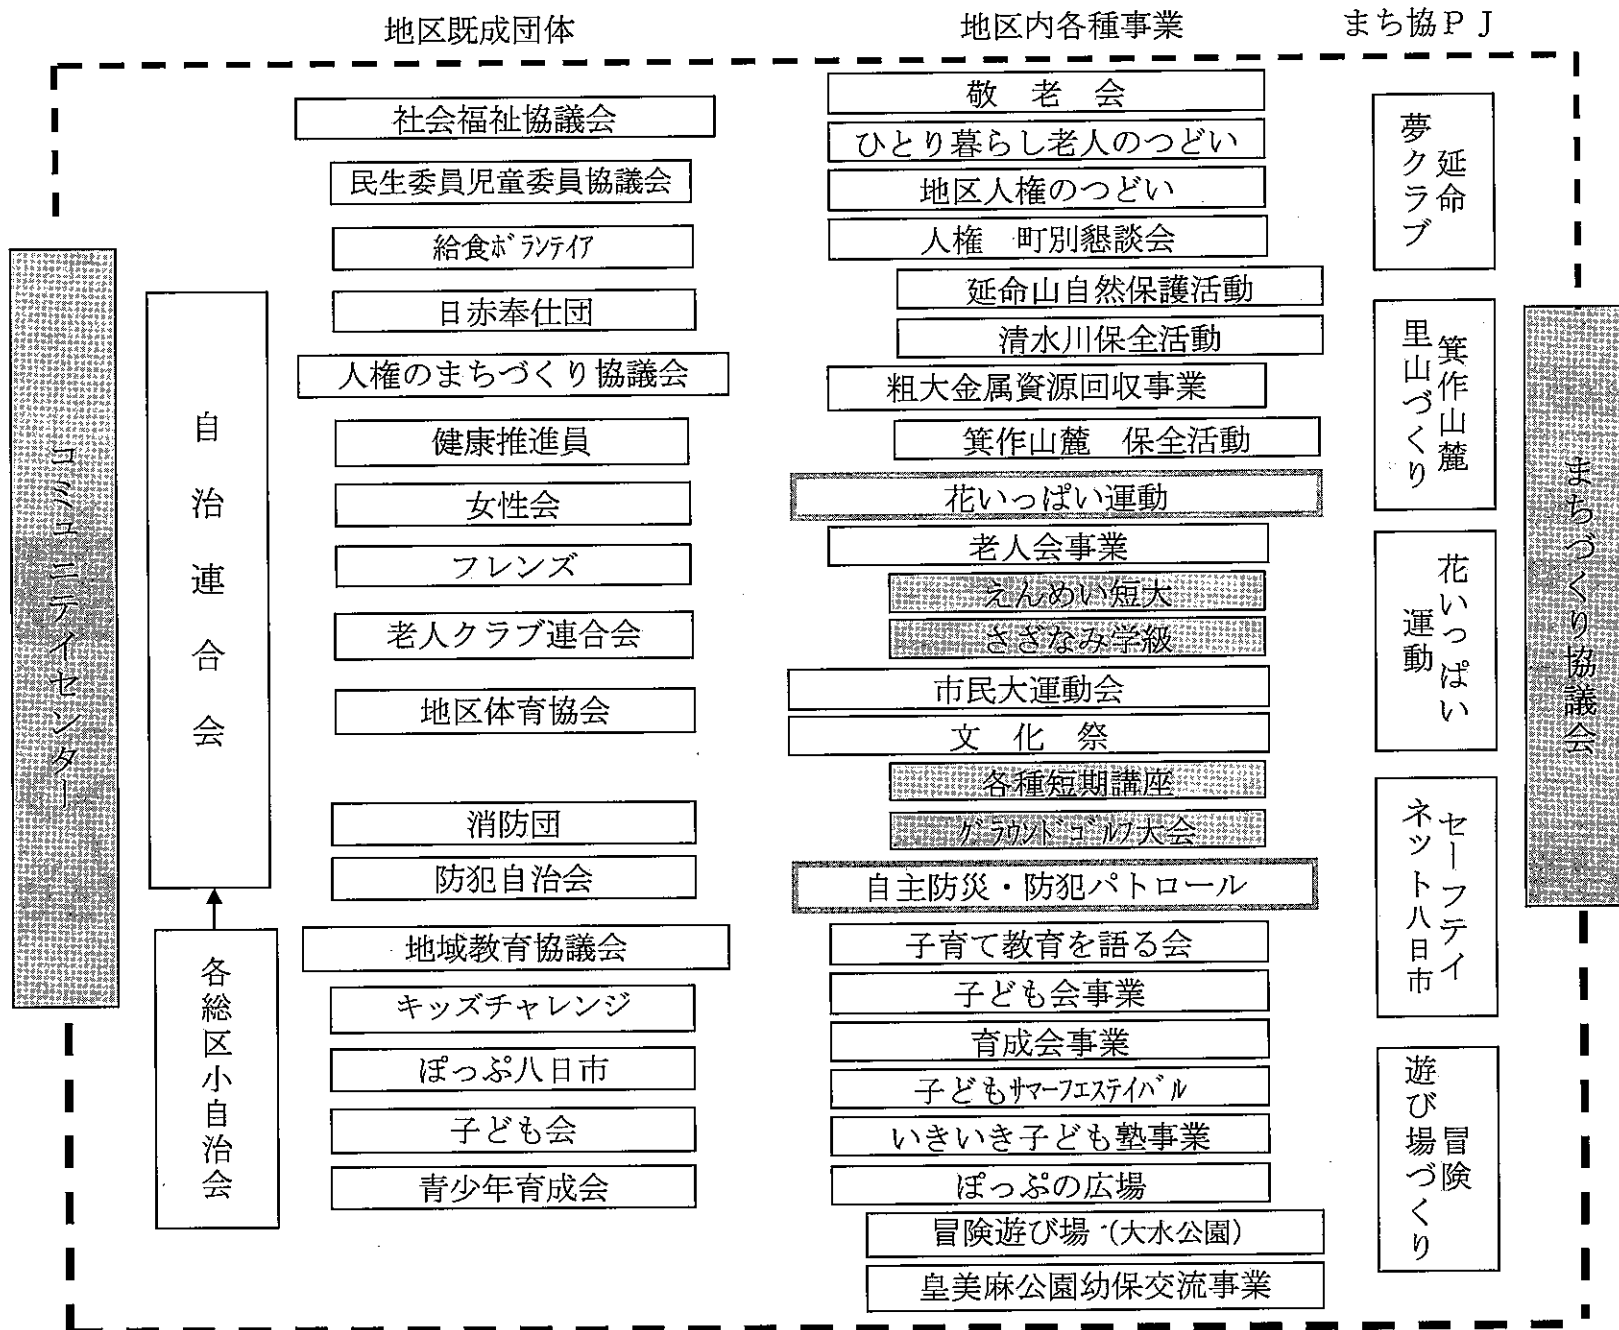 地区既成団体
地区内各種事業
まち協PJ
コミュニテイセンター
自治連合会
各総区小自治会
社会福祉協議会
民生委員児童委員協議会
給食ボランテイア
日赤奉仕団
人権のまちづくり協議会
健康推進員
女性会
フレンズ
老人クラブ連合会
地区体育協会
消防団
防犯自治会
地域教育協議会
キッズチャレンジ
ぽっぷ八日市
子ども会
青少年育成会
敬　老　会
ひとり暮らし老人のつどい
地区人権のつどい
人権　町別懇談会
延命山自然保護活動
清水川保全活動
粗大金属資源回収事業
箕作山麓　保全活動
花いっぱい運動
老人会事業
えんめい短大
さざなみ学級
市民大運動会
文　化　祭
各種短期講座
グラウンドゴルフ大会
自主防災・防犯パトロール
子育て教育を語る会
子ども会事業
育成会事業
子どもサマーフエステイバル
いきいき子ども塾事業
ぽっぷの広場
冒険遊び場（大水公園）
皇美麻公園幼保交流事業
延命
夢クラブ
箕作山麓
里山づくり
花いっぱい
運動
セーフテイ
ネット八日市
冒険
遊び場づくり
まちづくり協議会